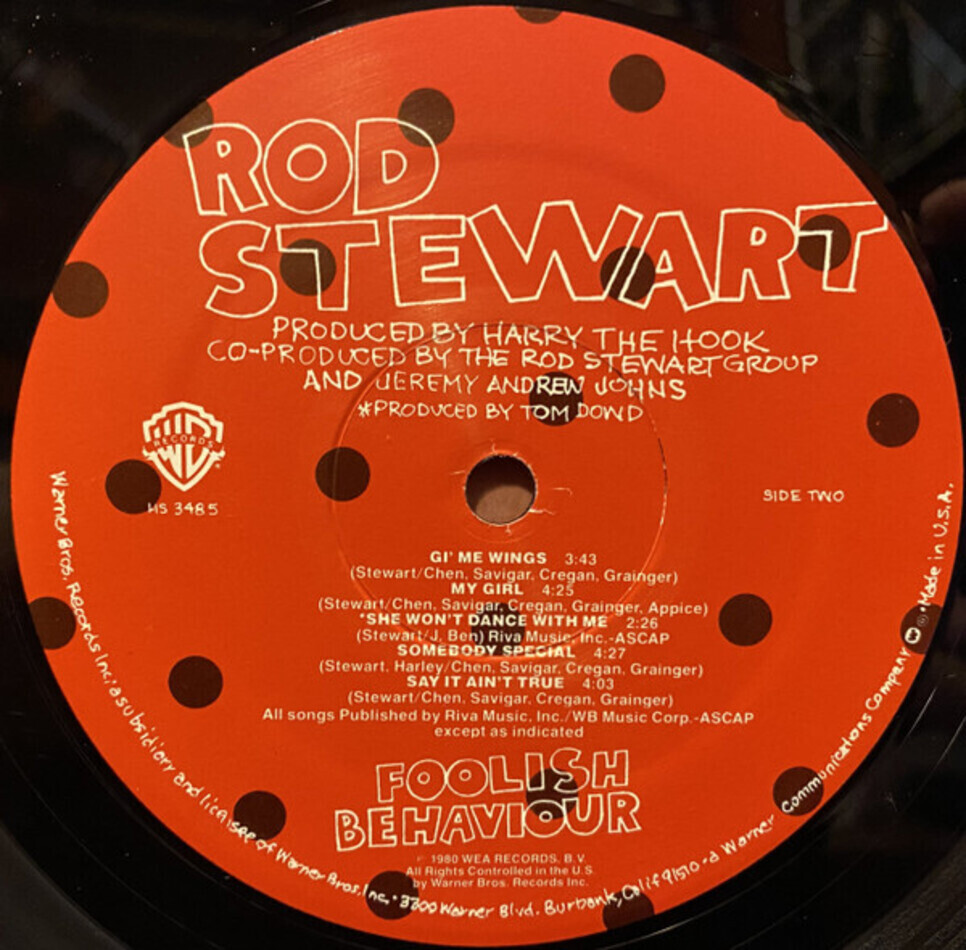 ROD
STEWART
PRODUCED BY HARRY THE HOOK
CO-PRODUCED BY THE ROD STEWART GROUP
AND JEREMY ANDREW JOHNS
*PRODUCED BY TOM DOWD
WB
RECORDS
HS 3485
SIDE TWO
GI' ME WINGS 3:43
(Stewart/Chen, Savigar, Cregan, Grainger)
MY GIRL 4:25
(Stewart/Chen, Savigar, Cregan, Grainger, Appice)
*SHE WON'T DANCE WITH ME 2:26
(Stewart/J. Ben) Riva Music, Inc.-ASCAP
SOMEBODY SPECIAL 4:27
(Stewart, Harley/Chen, Savigar, Cregan, Grainger)
SAY IT AIN'T TRUE 4:03
(Stewart/Chen, Savigar, Cregan, Grainger)
All songs Published by Riva Music, Inc./WB Music Corp.-ASCAP
except as indicated
FOOLISH
BEHAVIOUR
℗ 1980 WEA RECORDS, B.V.
All Rights Controlled in the U.S.
by Warner Bros. Records Inc.
Warner Bros. Records Inc., a subsidiary and licensee of Warner Bros. Inc. • 3300 Warner Blvd. Burbank, Calif 91510 • a Warner Communications Company • Made in U.S.A.